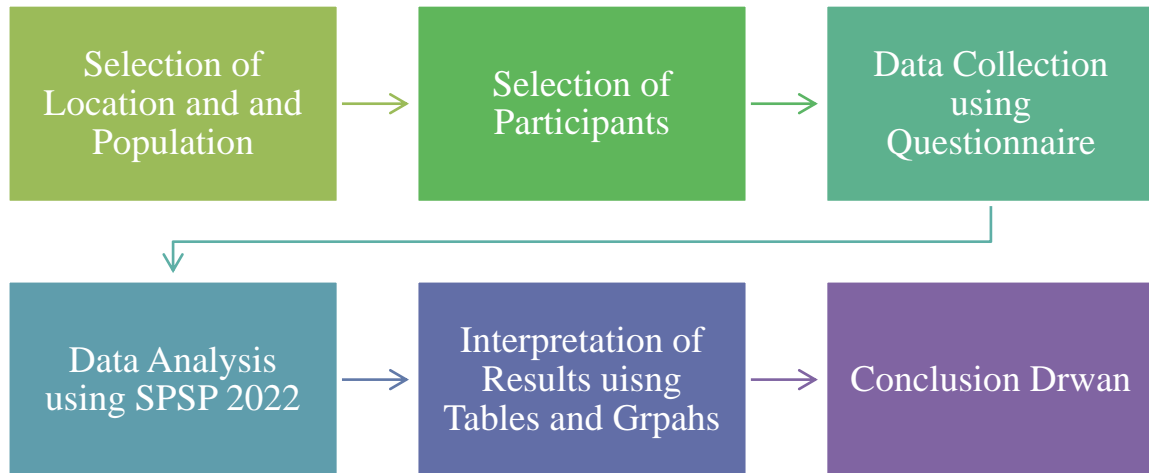 Selection of
Location and and
Population
Selection of
Participants
Data Collection
using
Questionnaire
Data Analysis
using SPSP 2022
Interpretation of
Results uisng
Tables and Grpahs
Conclusion Drwan